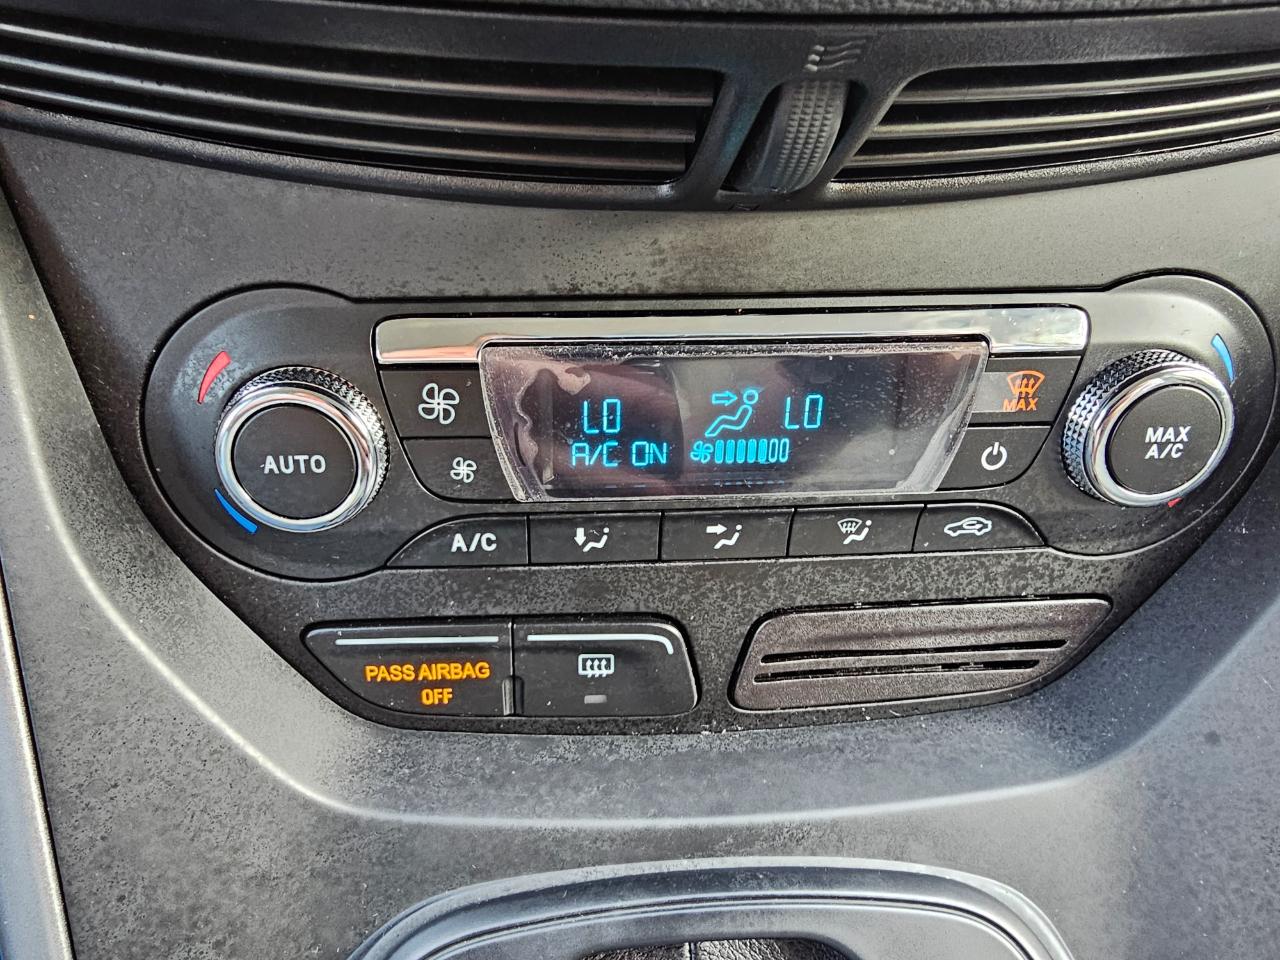 LO LO
A/C ON
MAX
AUTO
MAX
A/C
A/C
PASS AIRBAG
OFF